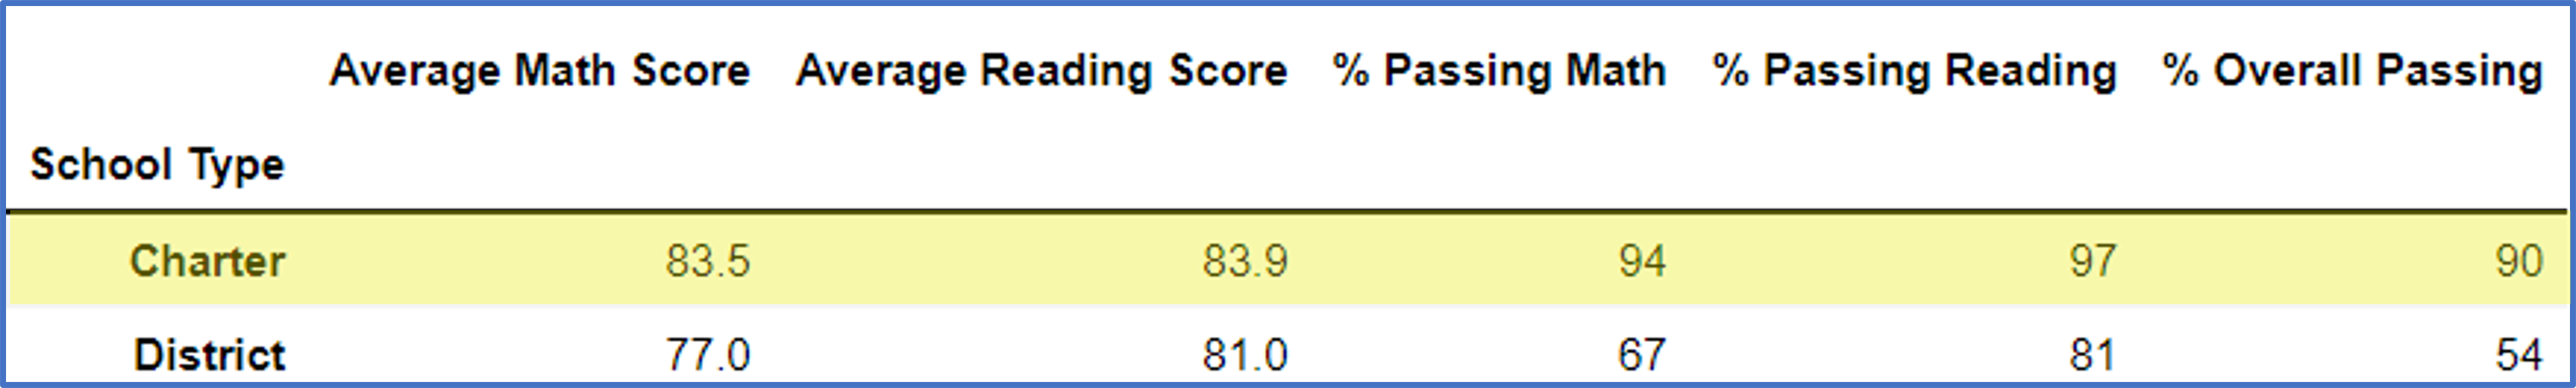 Average Math Score Average Reading Score % Passing Math % Passing Reading % Overall Passing
School Type
Charter 83.5 83.9 94 97 90
District 77.0 81.0 67 81 54